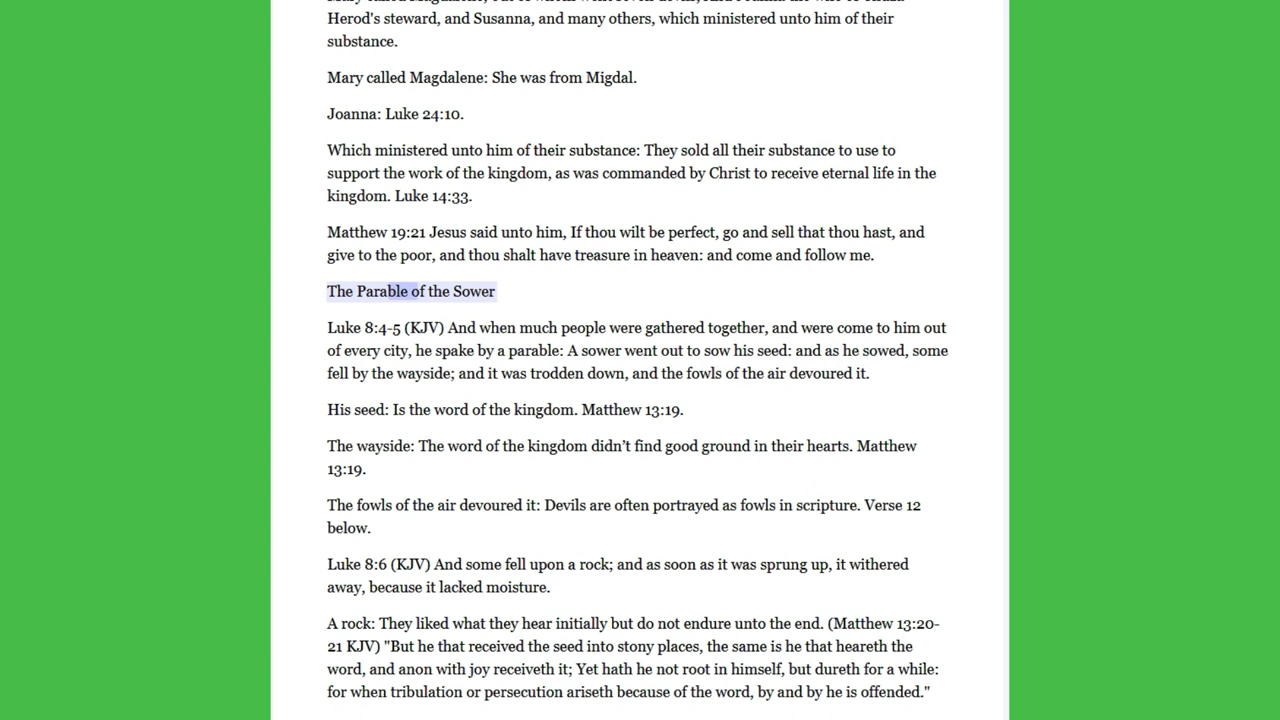 Herod's steward, and Susanna, and many others, which ministered unto him of their
substance.
Mary called Magdalene: She was from Migdal.
Joanna: Luke 24:10.
Which ministered unto him of their substance: They sold all their substance to use to
support the work of the kingdom, as was commanded by Christ to receive eternal life in the
kingdom. Luke 14:33.
Matthew 19:21 Jesus said unto him, If thou wilt be perfect, go and sell that thou hast, and
give to the poor, and thou shalt have treasure in heaven: and come and follow me.
The Parable of the Sower
Luke 8:4-5 (KJV) And when much people were gathered together, and were come to him out
of every city, he spake by a parable: A sower went out to sow his seed: and as he sowed, some
fell by the wayside; and it was trodden down, and the fowls of the air devoured it.
His seed: Is the word of the kingdom. Matthew 13:19.
The wayside: The word of the kingdom didn’t find good ground in their hearts. Matthew
13:19.
The fowls of the air devoured it: Devils are often portrayed as fowls in scripture. Verse 12
below.
Luke 8:6 (KJV) And some fell upon a rock; and as soon as it was sprung up, it withered
away, because it lacked moisture.
A rock: They liked what they hear initially but do not endure unto the end. (Matthew 13:20-
21 KJV) "But he that received the seed into stony places, the same is he that heareth the
word, and anon with joy receiveth it; Yet hath he not root in himself, but dureth for a while:
for when tribulation or persecution ariseth because of the word, by and by he is offended."